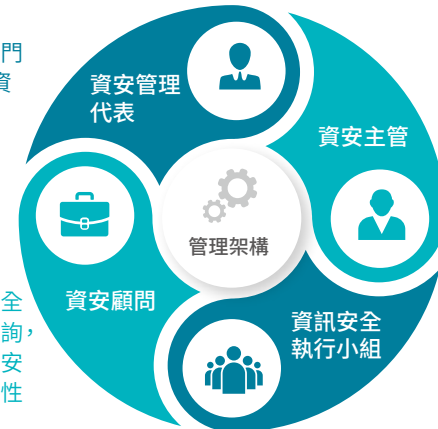 門
資
資安管理
代表
資安主管
管理架構
資安顧問
資訊安全
執行小組
全
詢，
安
性